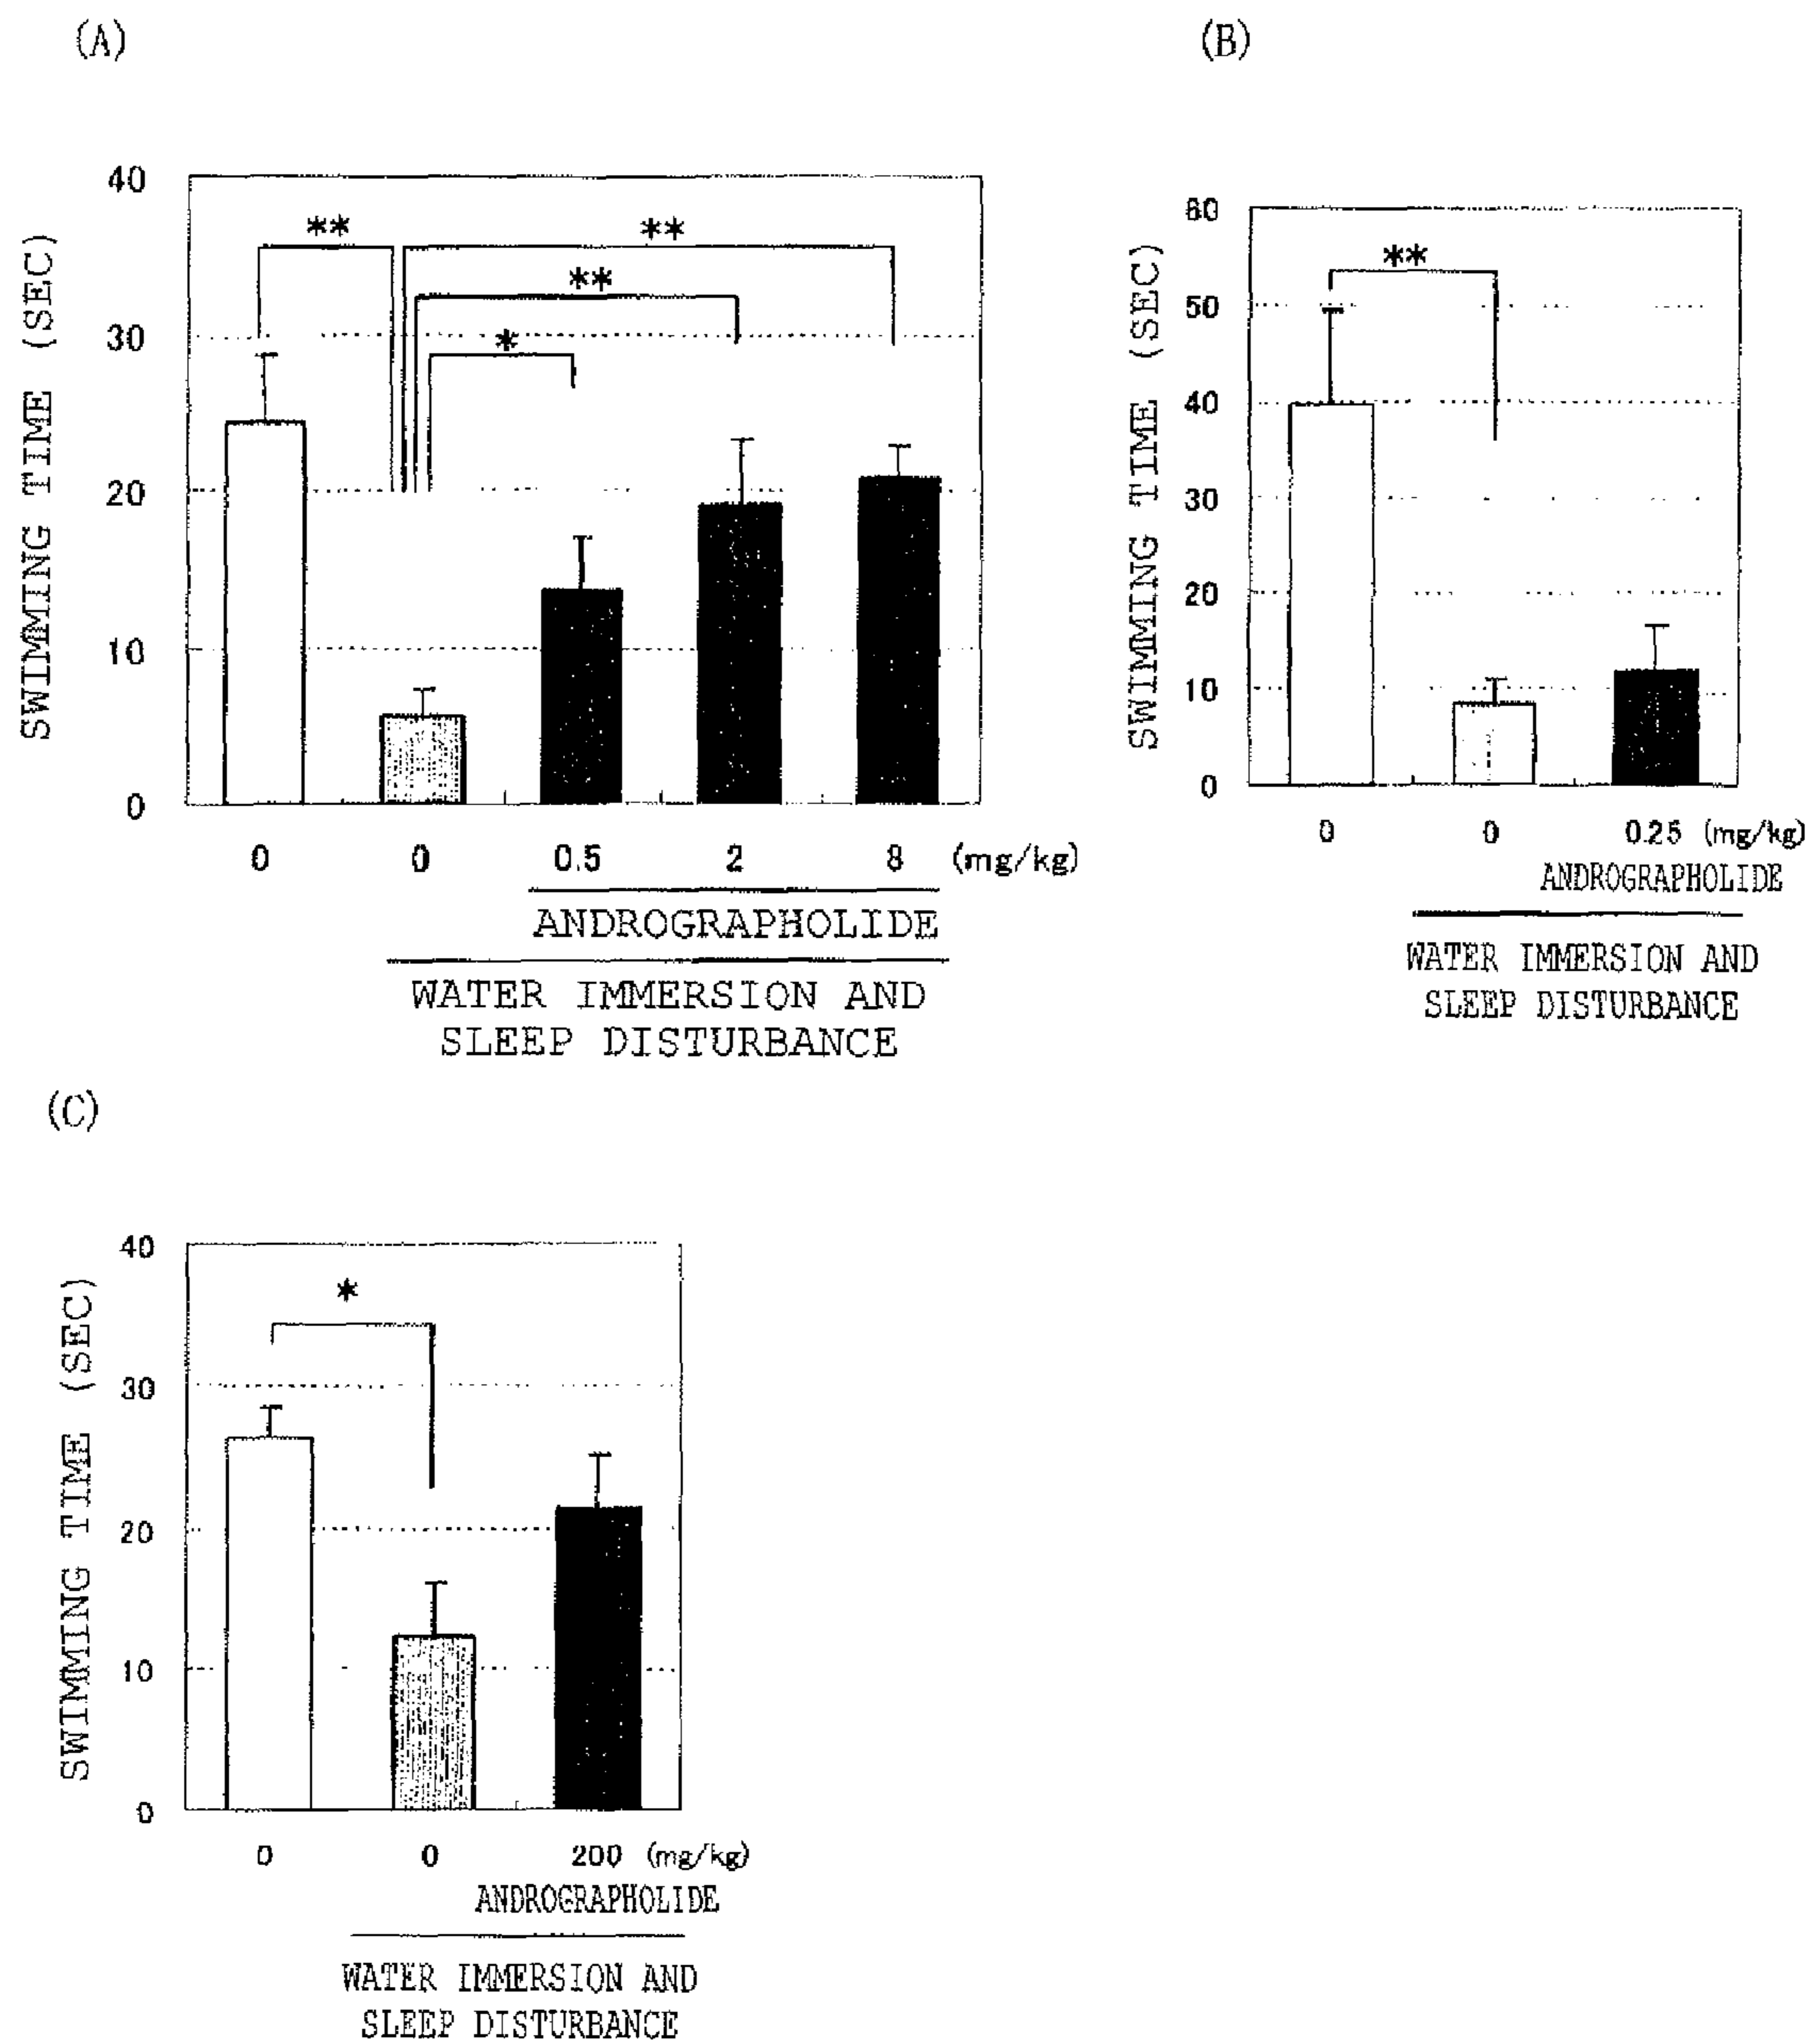 (A)
SWIMMING TIME (SEC)
40
30
20
10
0
**
**
**
*
0 0 0.5 2 8 (mg/kg)
ANDROGRAPHOLIDE
WATER IMMERSION AND
SLEEP DISTURBANCE
(B)
SWIMMING TIME (SEC)
60
50
40
30
20
10
0
**
0 0 0.25 (mg/kg)
ANDROGRAPHOLIDE
WATER IMMERSION AND
SLEEP DISTURBANCE
(C)
SWIMMING TIME (SEC)
40
30
20
10
0
*
0 0 200 (mg/kg)
ANDROGRAPHOLIDE
WATER IMMERSION AND
SLEEP DISTURBANCE